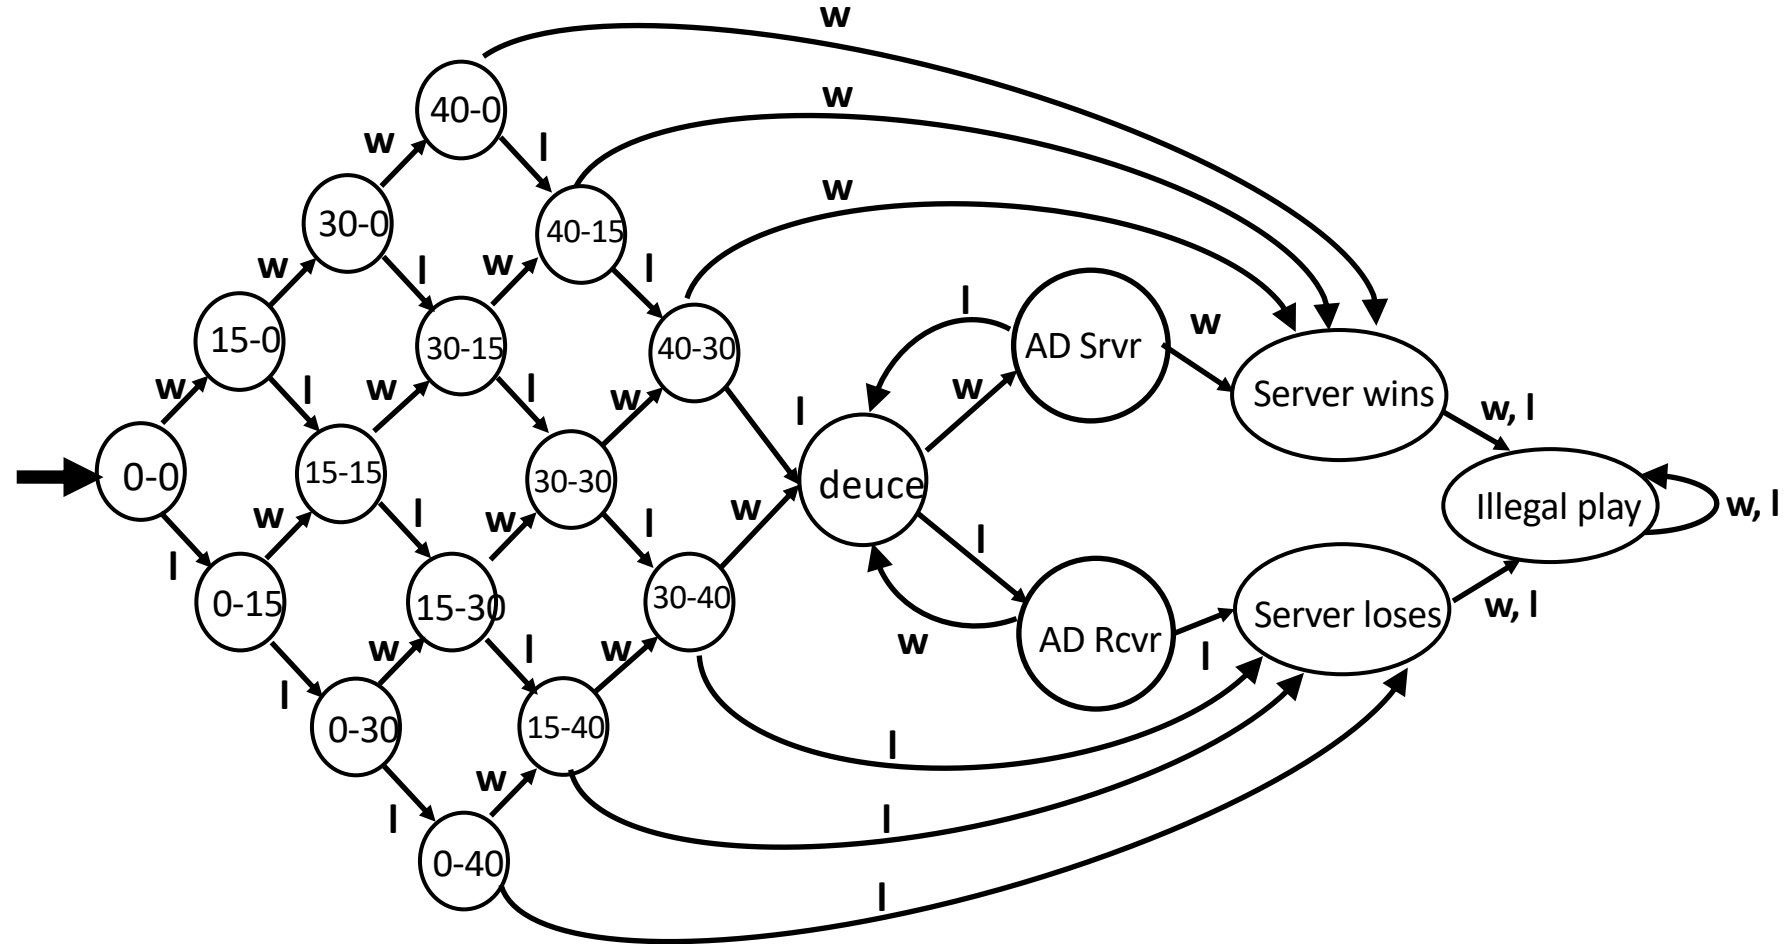 w
w
40-0
w
l
w
30-0
40-15
w
l
w
l
l
AD Srvr
w
15-0
30-15
40-30
w
l
w
l
w
w
l
Server wins
w, l
0-0
15-15
30-30
deuce
Illegal play
w, l
w
l
w
l
w
l
l
0-15
15-30
30-40
AD Rcvr
Server loses
w, l
l
w
l
w
w
l
0-30
15-40
l
l
w
l
0-40
l